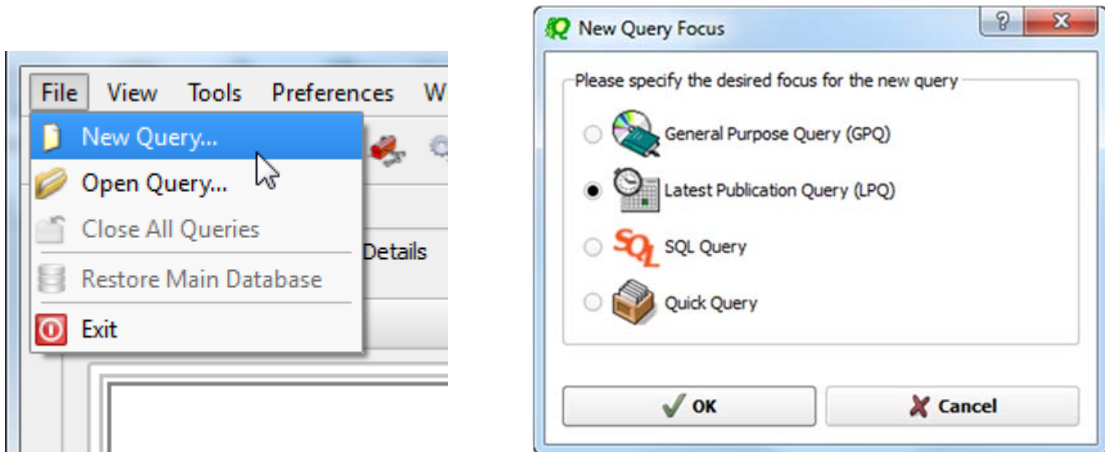 File View Tools Preferences W
New Query...
Open Query...
Close All Queries
Details
Restore Main Database
Exit
New Query Focus
Please specify the desired focus for the new query
General Purpose Query (GPQ)
Latest Publication Query (LPQ)
SQL SQL Query
Quick Query
OK Cancel